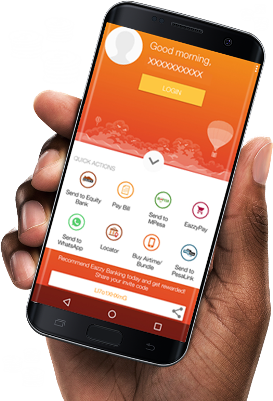 Good morning,
xxxxxxxxxx
LOGIN
QUICK ACTIONS
Send to Equity
Bank
Pay Bill
Send to
MPesa
EazzyPay
Send to
WhatsApp
Locator
Buy Airtime/
Bundle
Send to
PesaLink
Recommend Eazzy Banking today and get rewarded!
Share your invite code